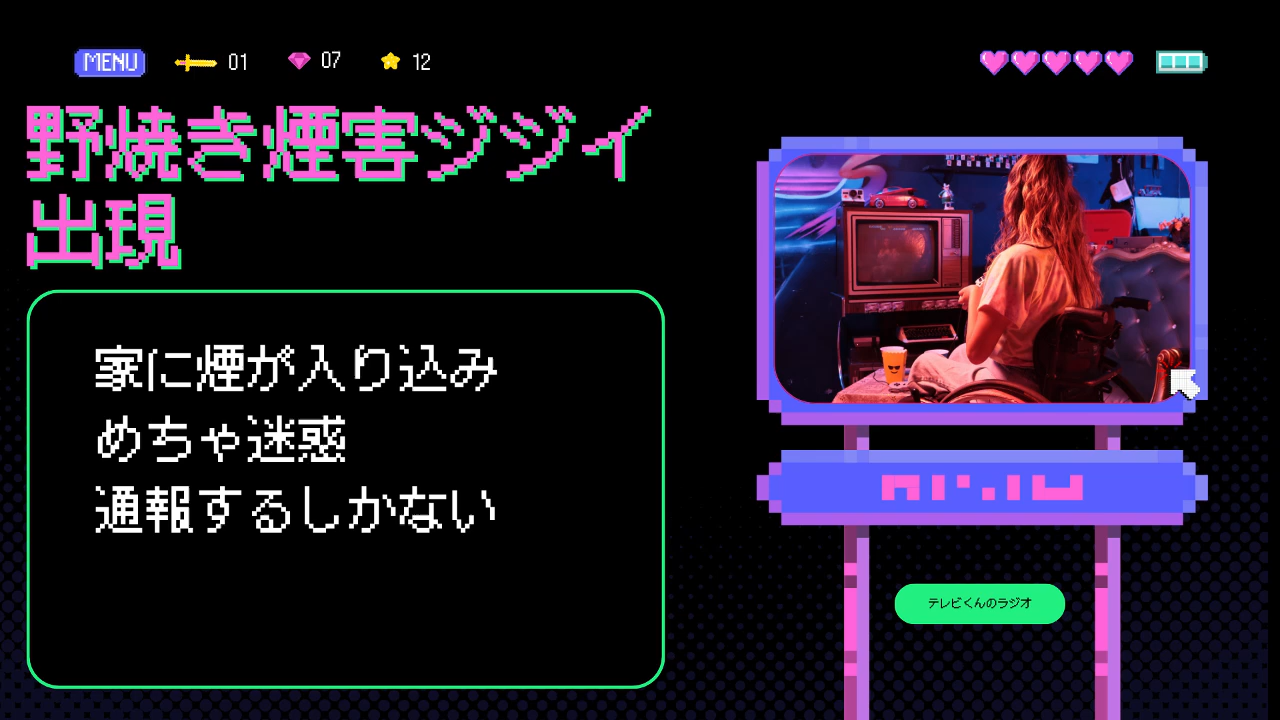 MENU 01 07 12
野焼き煙害ジジイ
出現
家に煙が入り込み
めちゃ迷惑
通報するしかない
テレビくんのラジオ